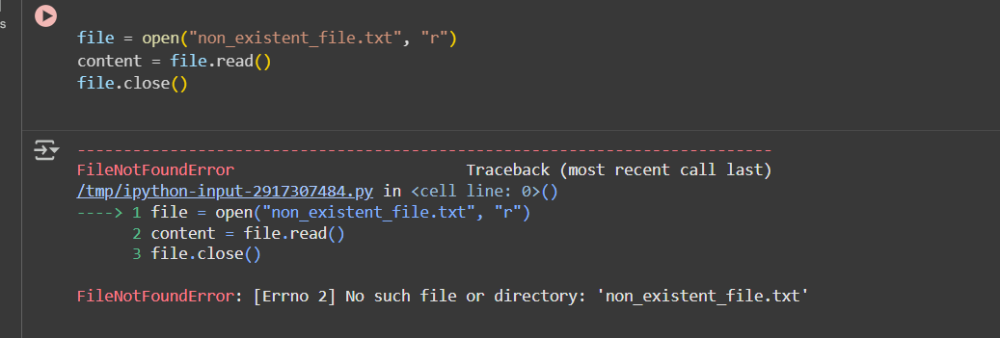 s
file = open("non_existent_file.txt", "r")
content = file.read()
file.close()
---------------------------------------------------------------------------
FileNotFoundError                         Traceback (most recent call last)
/tmp/ipython-input-2917307484.py in <cell line: 0>()
----> 1 file = open("non_existent_file.txt", "r")
      2 content = file.read()
      3 file.close()
FileNotFoundError: [Errno 2] No such file or directory: 'non_existent_file.txt'